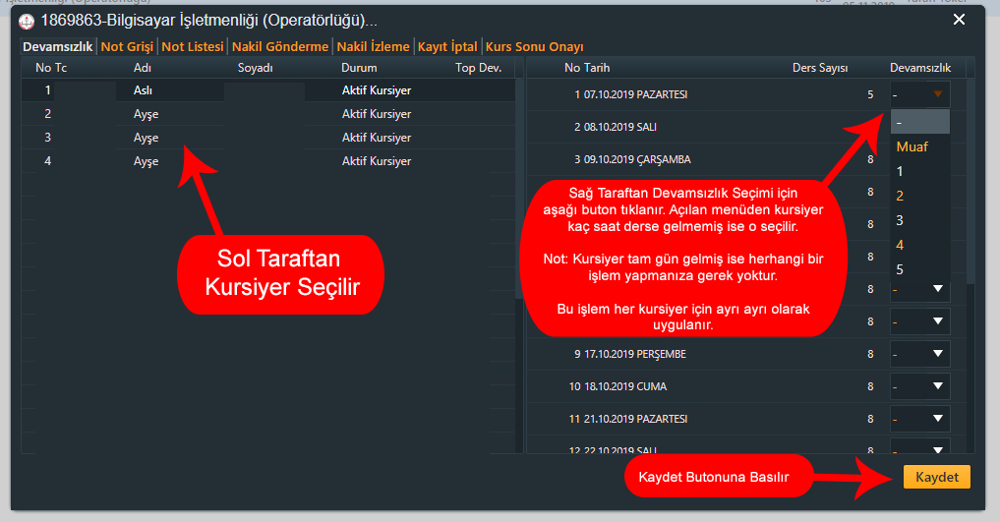 1869863-Bilgisayar İşletmenliği (Operatörlüğü)...
Devamsızlık Not Grişi Not Listesi Nakil Gönderme Nakil İzleme Kayıt İptal Kurs Sonu Onayı
No Tc Adı Soyadı Durum Top Dev.
1 Aslı Aktif Kursiyer
2 Ayşe Aktif Kursiyer
3 Ayşe Aktif Kursiyer
4 Ayşe Aktif Kursiyer
Sol Taraftan
Kursiyer Seçilir
No Tarih Ders Sayısı Devamsızlık
1 07.10.2019 PAZARTESI 5 -
2 08.10.2019 SALI
3 09.10.2019 ÇARŞAMBA 8
8
8
8
8 -
8 -
9 17.10.2019 PERŞEMBE 8 -
10 18.10.2019 CUMA 8 -
11 21.10.2019 PAZARTESI 8 -
12 22.10.2019 SALI 8 -
-
Muaf
1
2
3
4
5
Sağ Taraftan Devamsızlık Seçimi için
aşağı buton tıklanır. Açılan menüden kursiyer
kaç saat derse gelmemiş ise o seçilir.
Not: Kursiyer tam gün gelmiş ise herhangi bir
işlem yapmanıza gerek yoktur.
Bu işlem her kursiyer için ayrı ayrı olarak
uygulanır.
Kaydet Butonuna Basılır
Kaydet